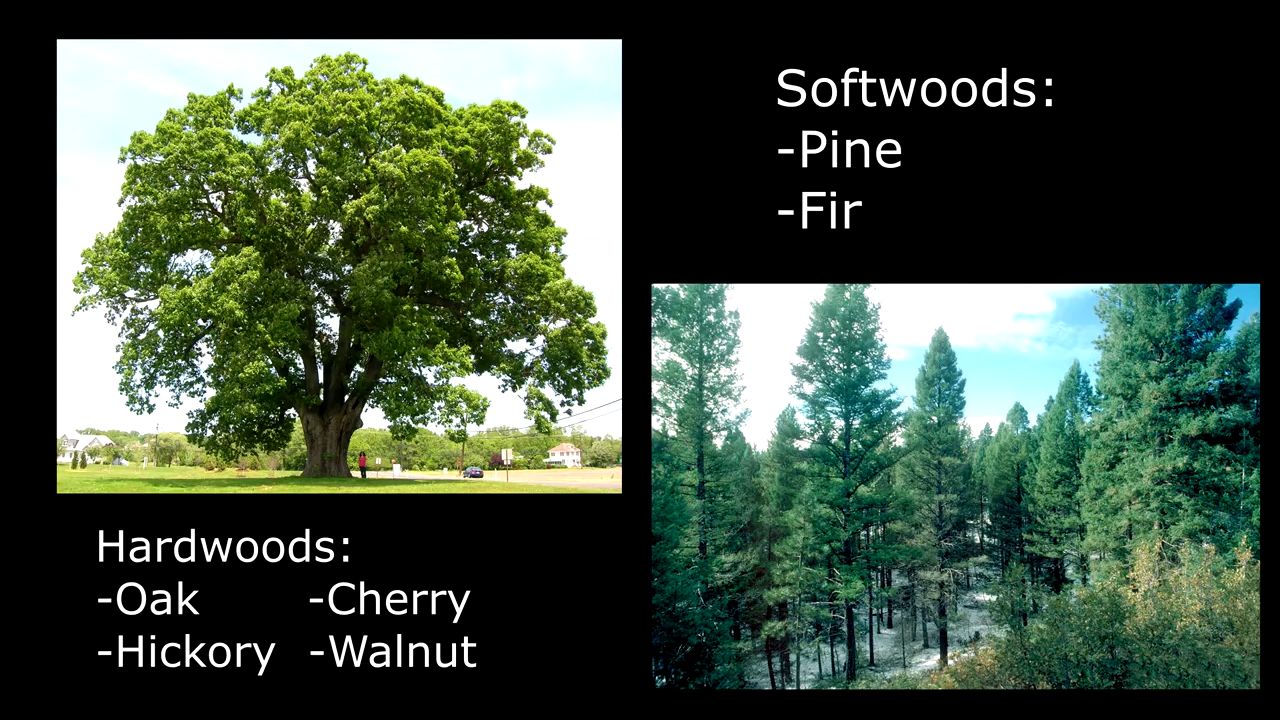 Softwoods:
-Pine
-Fir
Hardwoods:
-Oak -Cherry
-Hickory -Walnut